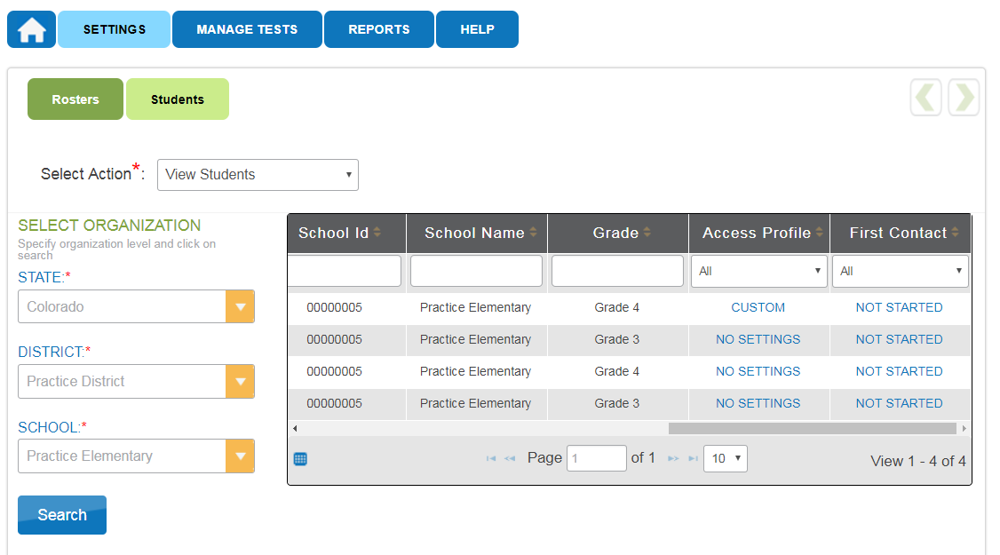 SETTINGS MANAGE TESTS REPORTS HELP
Rosters Students
Select Action*: View Students
SELECT ORGANIZATION
Specify organization level and click on
search
STATE:*
Colorado
DISTRICT:*
Practice District
SCHOOL:*
Practice Elementary
Search
School Id School Name Grade Access Profile First Contact
All All
00000005 Practice Elementary Grade 4 CUSTOM NOT STARTED
00000005 Practice Elementary Grade 3 NO SETTINGS NOT STARTED
00000005 Practice Elementary Grade 4 NO SETTINGS NOT STARTED
00000005 Practice Elementary Grade 3 NO SETTINGS NOT STARTED
Page 1 of 1 10 View 1 - 4 of 4